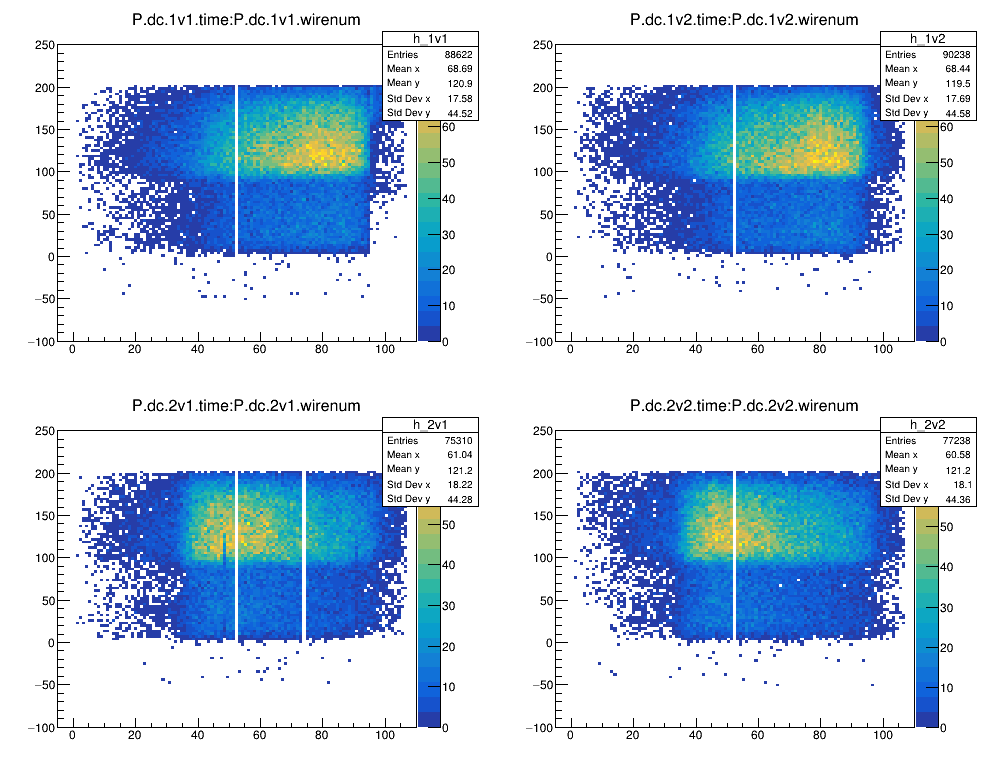 P.dc.1v1.time:P.dc.1v1.wirenum
h_1v1
Entries 88622
Mean x 68.69
Mean y 120.9
Std Dev x 17.58
Std Dev y 44.52
250
200
150
100
50
0
−50
−100
0 20 40 60 80 100
60
50
40
30
20
10
0
P.dc.1v2.time:P.dc.1v2.wirenum
h_1v2
Entries 90238
Mean x 68.44
Mean y 119.5
Std Dev x 17.69
Std Dev y 44.58
250
200
150
100
50
0
−50
−100
0 20 40 60 80 100
60
50
40
30
20
10
0
P.dc.2v1.time:P.dc.2v1.wirenum
h_2v1
Entries 75310
Mean x 61.04
Mean y 121.2
Std Dev x 18.22
Std Dev y 44.28
250
200
150
100
50
0
−50
−100
0 20 40 60 80 100
50
40
30
20
10
0
P.dc.2v2.time:P.dc.2v2.wirenum
h_2v2
Entries 77238
Mean x 60.58
Mean y 121.2
Std Dev x 18.1
Std Dev y 44.36
250
200
150
100
50
0
−50
−100
0 20 40 60 80 100
50
40
30
20
10
0